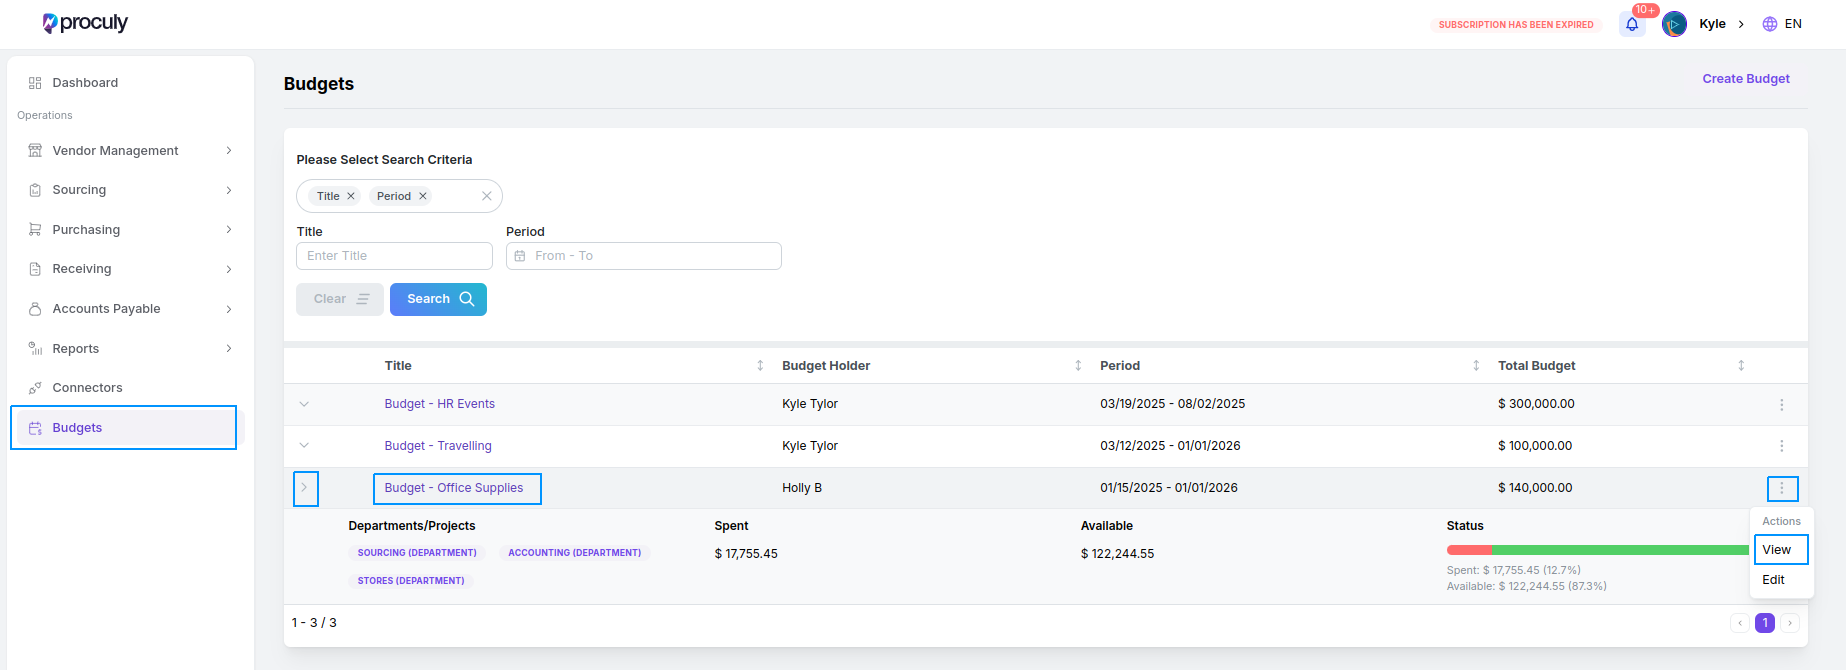 proculy
SUBSCRIPTION HAS BEEN EXPIRED
10+
Kyle
EN
Dashboard
Operations
Vendor Management
Sourcing
Purchasing
Receiving
Accounts Payable
Reports
Connectors
Budgets
Budgets
Create Budget
Please Select Search Criteria
Title Period
Title Period
Enter Title From - To
Clear Search
Title Budget Holder Period Total Budget
Budget - HR Events Kyle Tylor 03/19/2025 - 08/02/2025 $ 300,000.00
Budget - Travelling Kyle Tylor 03/12/2025 - 01/01/2026 $ 100,000.00
Budget - Office Supplies Holly B 01/15/2025 - 01/01/2026 $ 140,000.00
Departments/Projects Spent Available Status
SOURCING (DEPARTMENT) ACCOUNTING (DEPARTMENT) $ 17,755.45 $ 122,244.55
STORES (DEPARTMENT)
Spent: $ 17,755.45 (12.7%)
Available: $ 122,244.55 (87.3%)
Actions
View
Edit
1 - 3 / 3
1